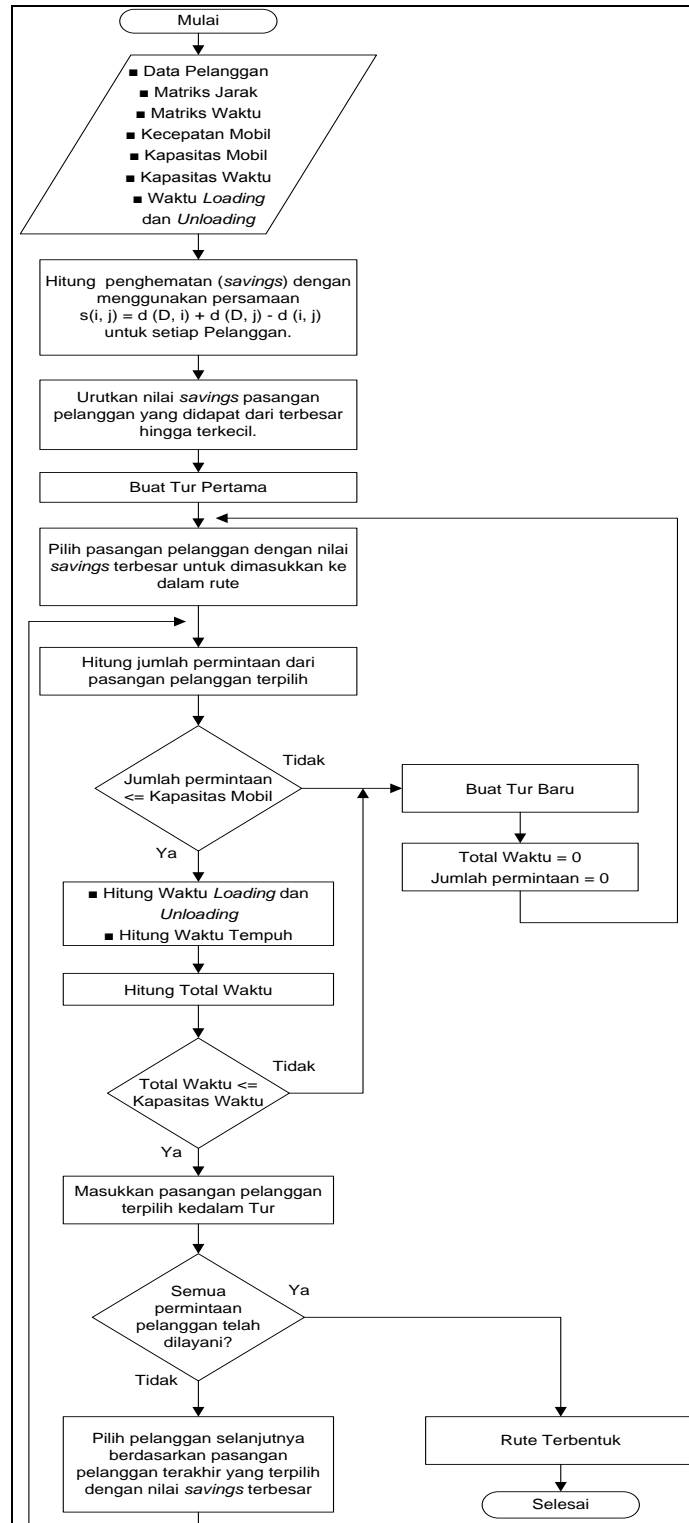 Mulai
■ Data Pelanggan
■ Matriks Jarak
■ Matriks Waktu
■ Kecepatan Mobil
■ Kapasitas Mobil
■ Kapasitas Waktu
■ Waktu Loading
dan Unloading
Hitung penghematan (savings) dengan
menggunakan persamaan
s(i, j) = d (D, i) + d (D, j) - d (i, j)
untuk setiap Pelanggan.
Urutkan nilai savings pasangan
pelanggan yang didapat dari terbesar
hingga terkecil.
Buat Tur Pertama
Pilih pasangan pelanggan dengan nilai
savings terbesar untuk dimasukkan ke
dalam rute
Hitung jumlah permintaan dari
pasangan pelanggan terpilih
Jumlah permintaan
<= Kapasitas Mobil
Tidak
Buat Tur Baru
Total Waktu = 0
Jumlah permintaan = 0
Ya
■ Hitung Waktu Loading dan
Unloading
■ Hitung Waktu Tempuh
Hitung Total Waktu
Total Waktu <=
Kapasitas Waktu
Tidak
Ya
Masukkan pasangan pelanggan
terpilih kedalam Tur
Semua
permintaan
pelanggan telah
dilayani?
Ya
Tidak
Pilih pelanggan selanjutnya
berdasarkan pasangan
pelanggan terakhir yang terpilih
dengan nilai savings terbesar
Rute Terbentuk
Selesai